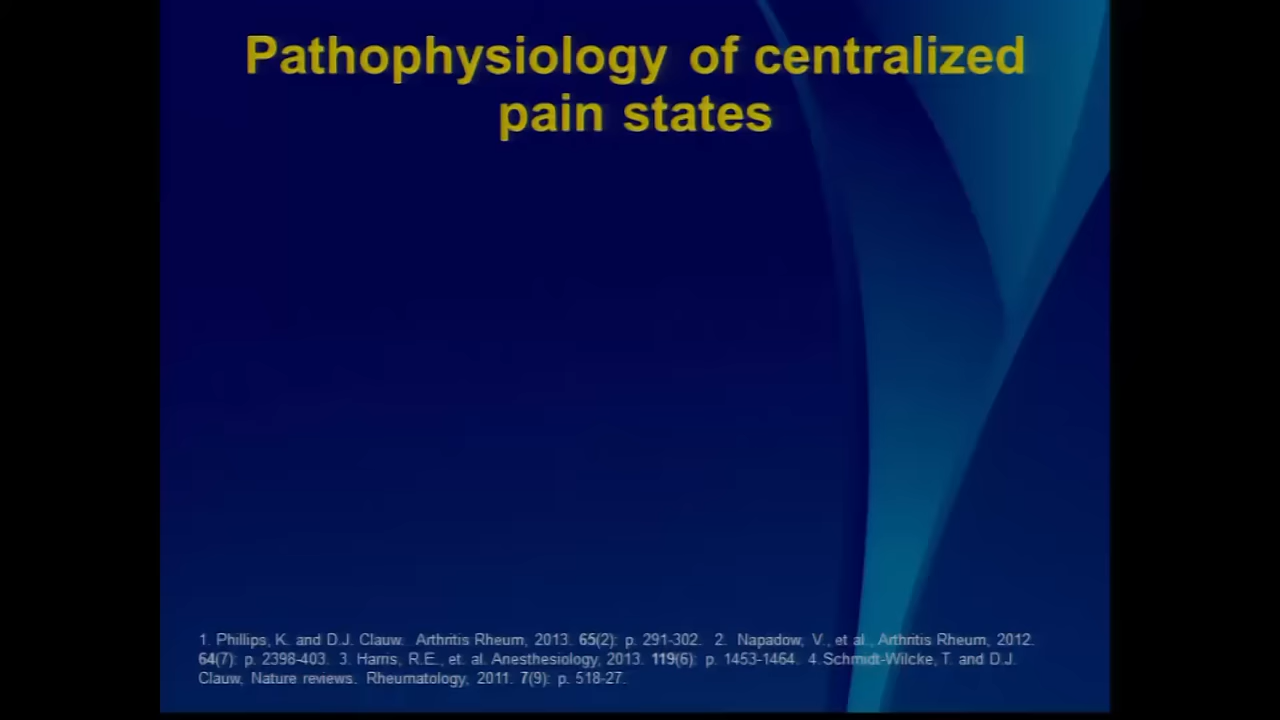 Pathophysiology of centralized
pain states
1. Phillips, K. and D.J. Clauw. Arthritis Rheum, 2013. 65(2): p. 291-302. 2. Napadow, V., et al., Arthritis Rheum, 2012.
64(7): p. 2398-403. 3. Harris, R.E., et. al. Anesthesiology, 2013. 119(6): p. 1453-1464. 4. Schmidt-Wilcke, T. and D.J.
Clauw, Nature reviews. Rheumatology, 2011. 7(9): p. 518-27.